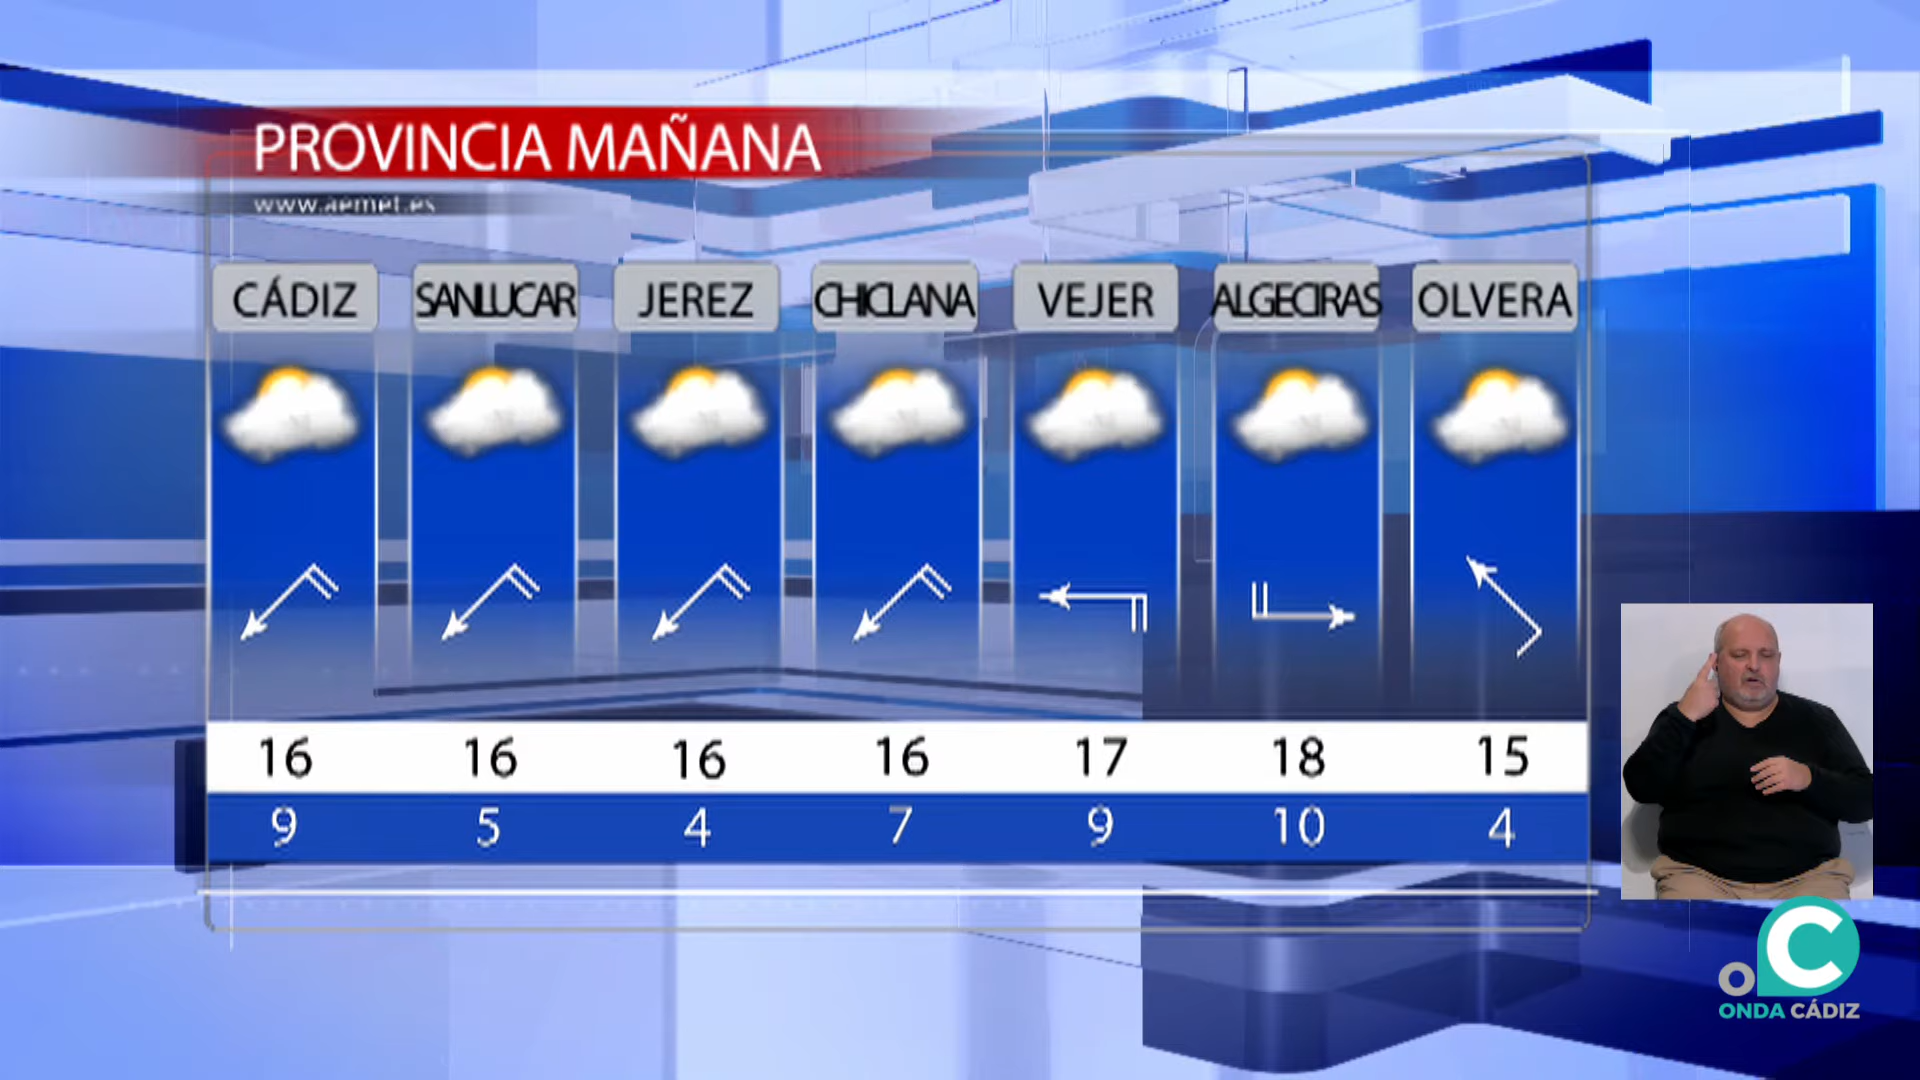 PROVINCIA MAÑANA
www.aemet.es
CÁDIZ SANLUCAR JEREZ CHICLANA VEJER ALGECIRAS OLVERA
16 16 16 16 17 18 15
9 5 4 7 9 10 4
OC
ONDA CÁDIZ